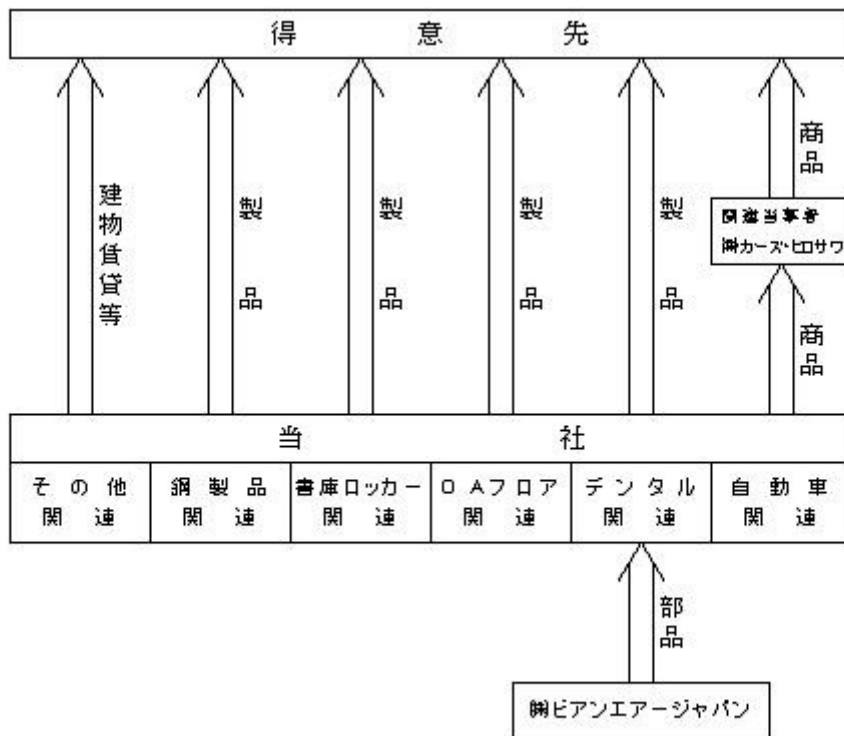 得意先
建物賃貸等
製品
製品
製品
製品
商品
関連当事者
㈱カーズ・ヒロサワ
商品
当社
その他
関連
鋼製品
関連
書庫ロッカー
関連
OAフロア
関連
デンタル
関連
自動車
関連
部品
㈱ビアンエアージャパン